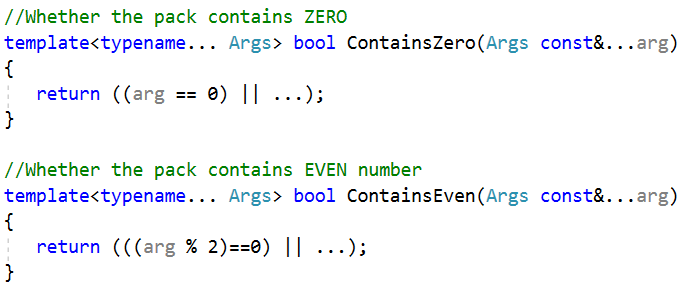 //Whether the pack contains ZERO
template<typename... Args> bool ContainsZero(Args const&...arg)
{
return ((arg == 0) || ...);
}
//Whether the pack contains EVEN number
template<typename... Args> bool ContainsEven(Args const&...arg)
{
return (((arg % 2)==0) || ...);
}